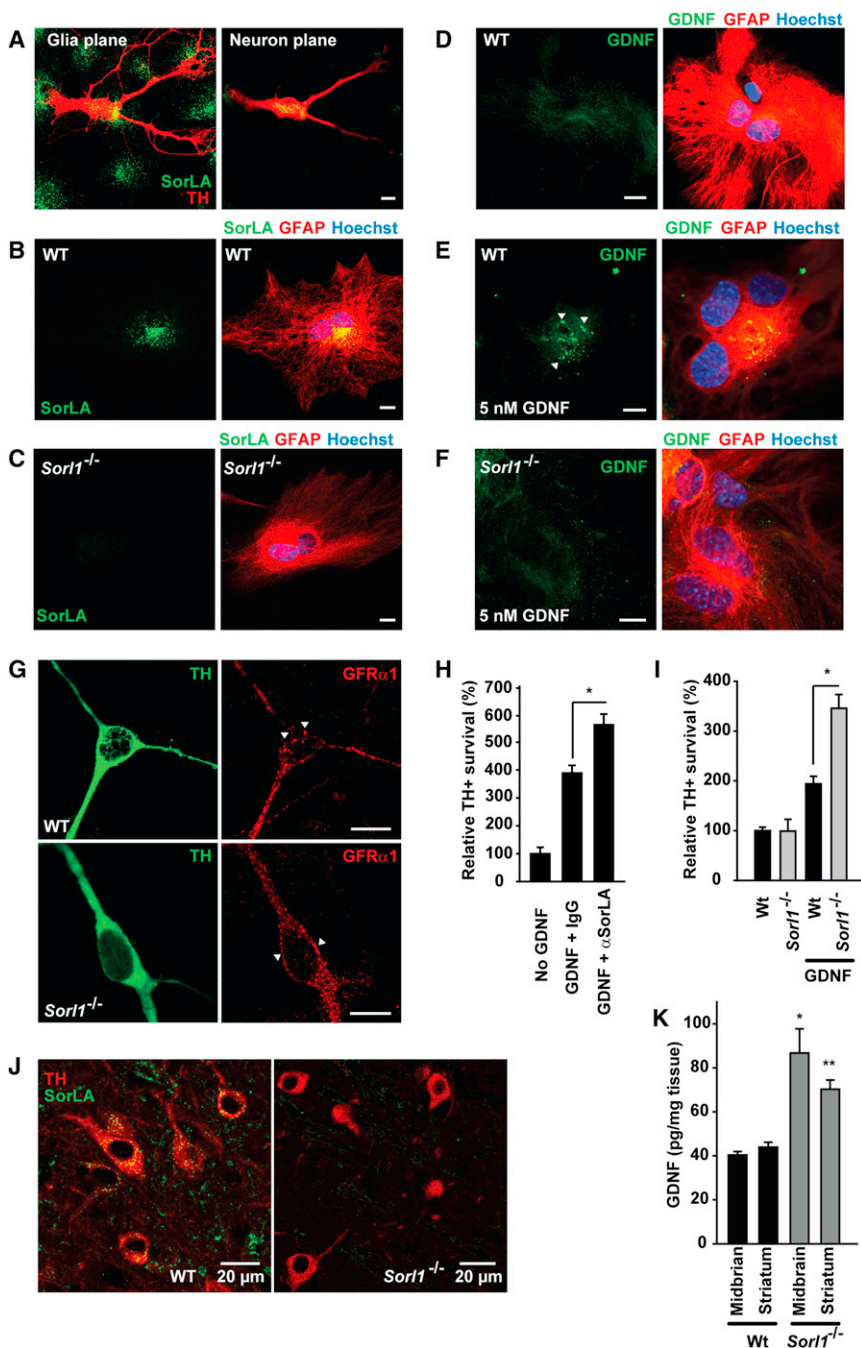 A
Glia plane
Neuron plane
SorLA
TH
B
SorLA GFAP Hoechst
WT
WT
SorLA
C
SorLA GFAP Hoechst
Sorl1-/-
Sorl1-/-
SorLA
D
GDNF GFAP Hoechst
WT
GDNF
E
GDNF GFAP Hoechst
WT
GDNF
5 nM GDNF
F
GDNF GFAP Hoechst
Sorl1-/-
GDNF
5 nM GDNF
G
TH
GFRα1
WT
TH
GFRα1
Sorl1-/-
H
Relative TH+ survival (%)
700
600
500
400
300
200
100
0
*
No GDNF
GDNF + IgG
GDNF + αSorLA
I
Relative TH+ survival (%)
400
300
200
100
0
*
Wt
Sorl1-/-
Wt
Sorl1-/-
GDNF
J
TH
SorLA
WT
20 µm
Sorl1-/-
20 µm
K
GDNF (pg/mg tissue)
100
80
60
40
20
0
*
**
Midbrian
Striatum
Midbrain
Striatum
Wt
Sorl1-/-